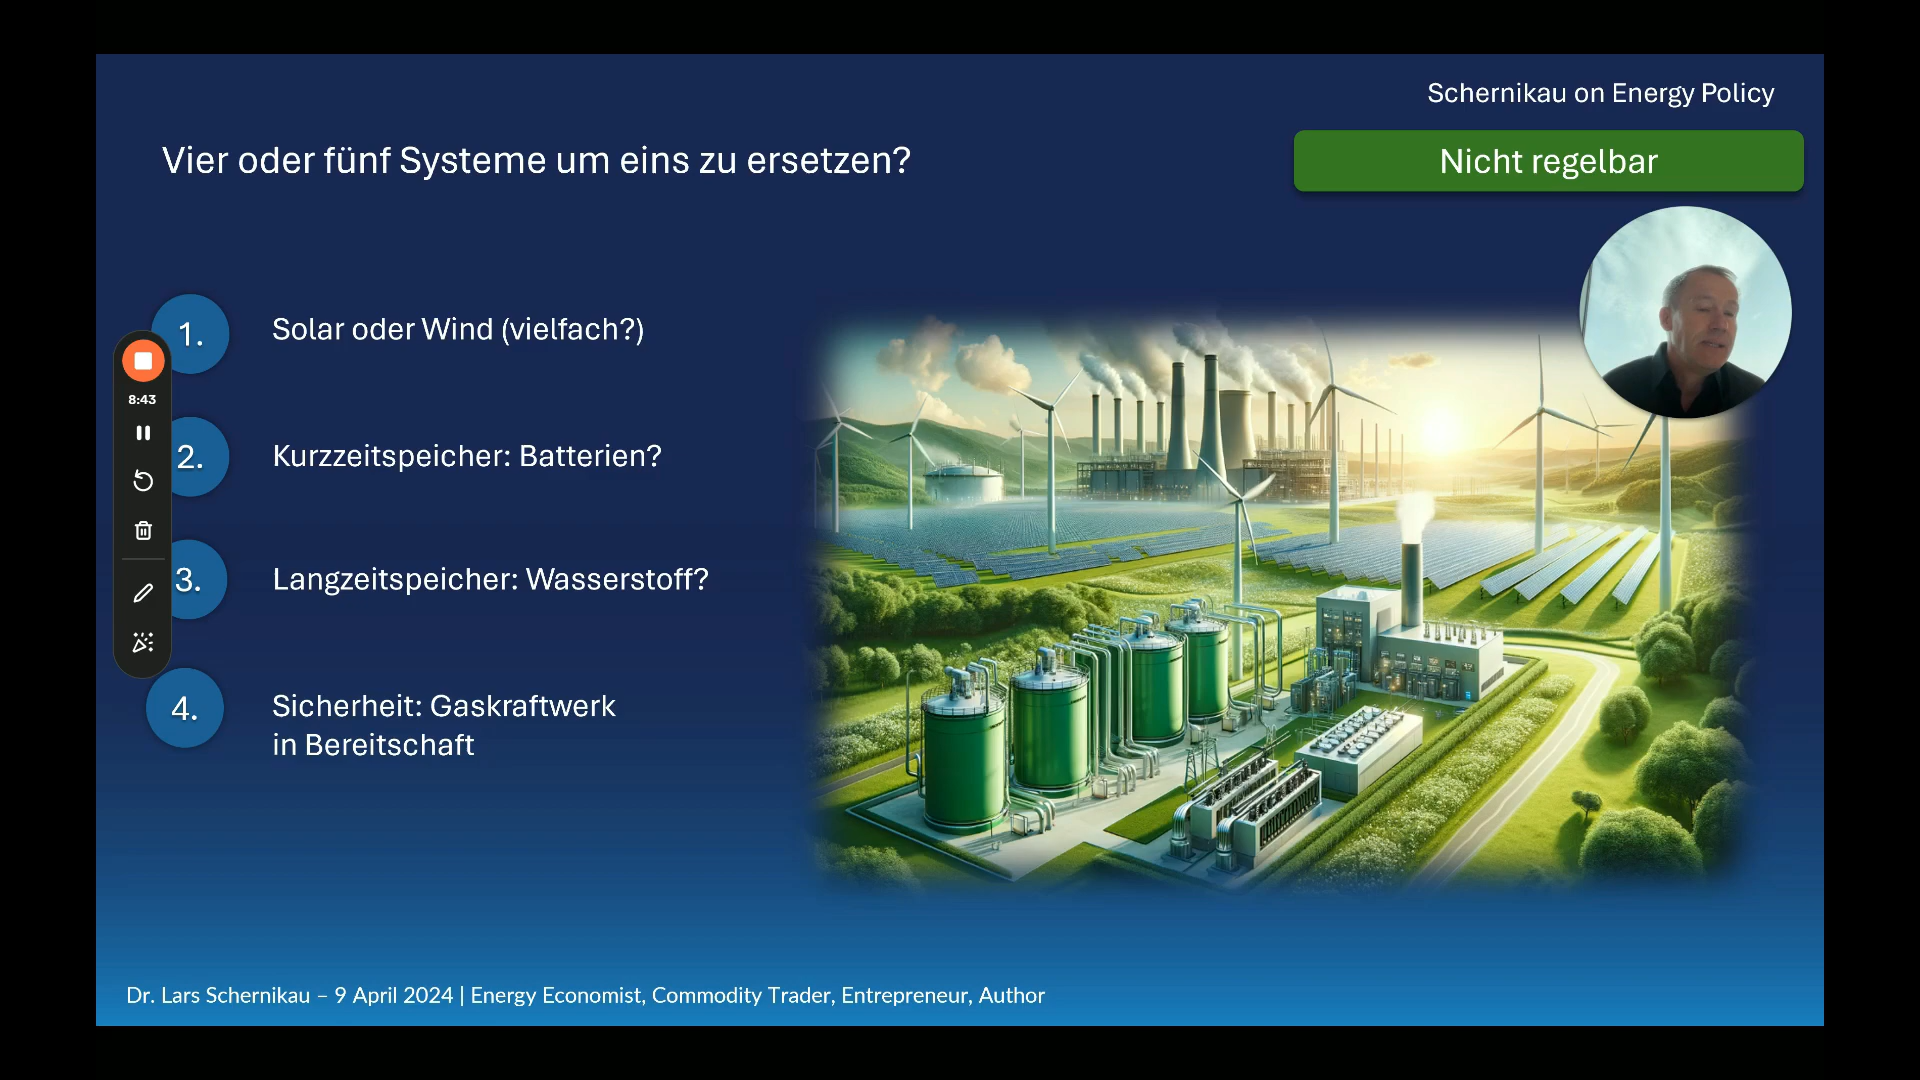 Schernikau on Energy Policy
Vier oder fünf Systeme um eins zu ersetzen?
Nicht regelbar
1.
Solar oder Wind (vielfach?)
8:43
2.
Kurzzeitspeicher: Batterien?
3.
Langzeitspeicher: Wasserstoff?
4.
Sicherheit: Gaskraftwerk
in Bereitschaft
Dr. Lars Schernikau – 9 April 2024 | Energy Economist, Commodity Trader, Entrepreneur, Author